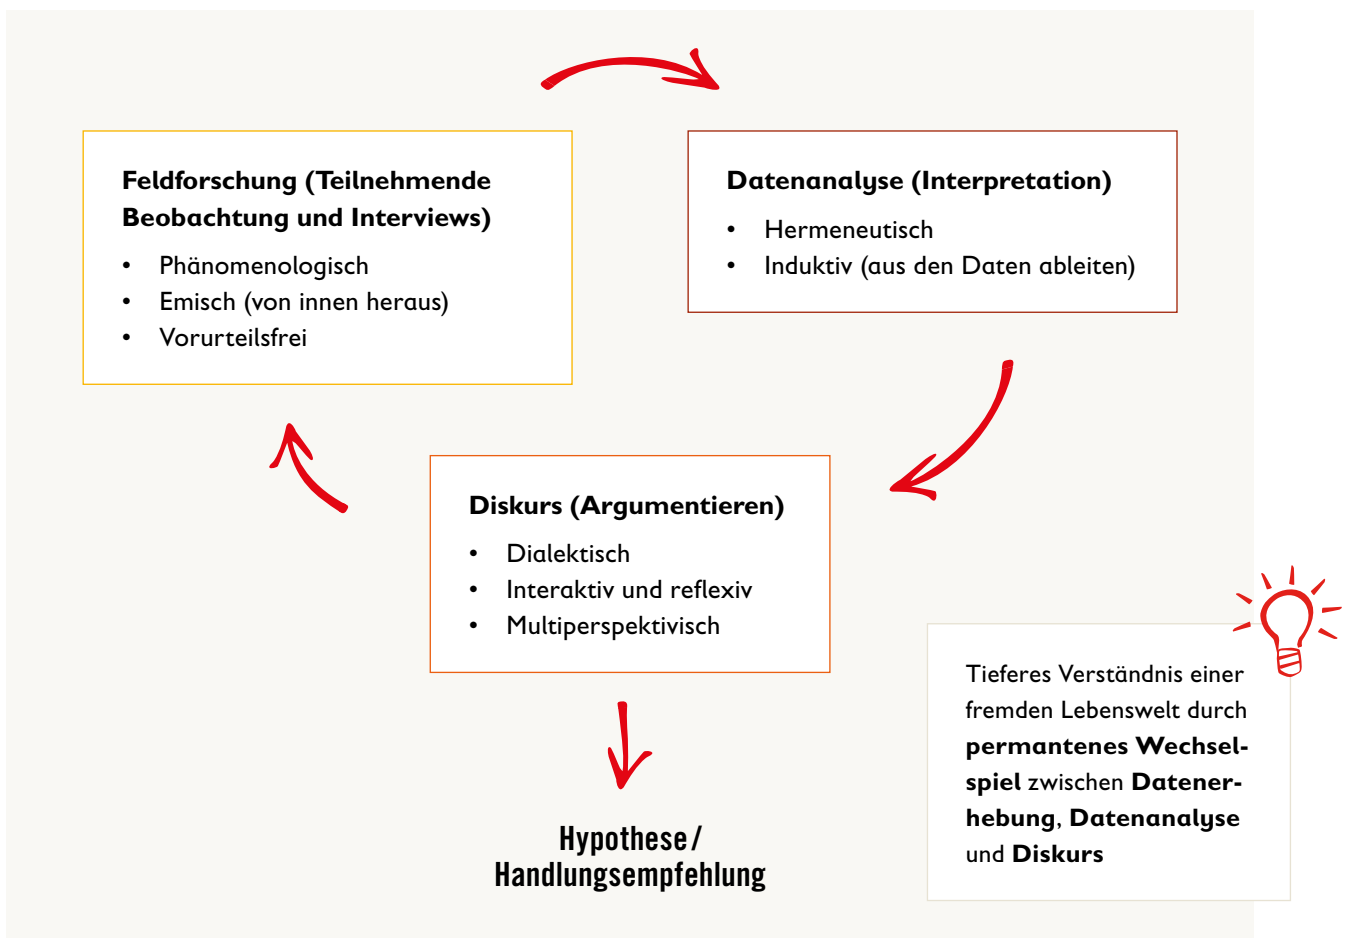 Feldforschung (Teilnehmende
Beobachtung und Interviews)
• Phänomenologisch
• Emisch (von innen heraus)
• Vorurteilsfrei
Datenanalyse (Interpretation)
• Hermeneutisch
• Induktiv (aus den Daten ableiten)
Diskurs (Argumentieren)
• Dialektisch
• Interaktiv und reflexiv
• Multiperspektivisch
Hypothese/
Handlungsempfehlung
Tieferes Verständnis einer
fremden Lebenswelt durch
permantenes Wechsel-
spiel zwischen Datener-
hebung, Datenanalyse
und Diskurs